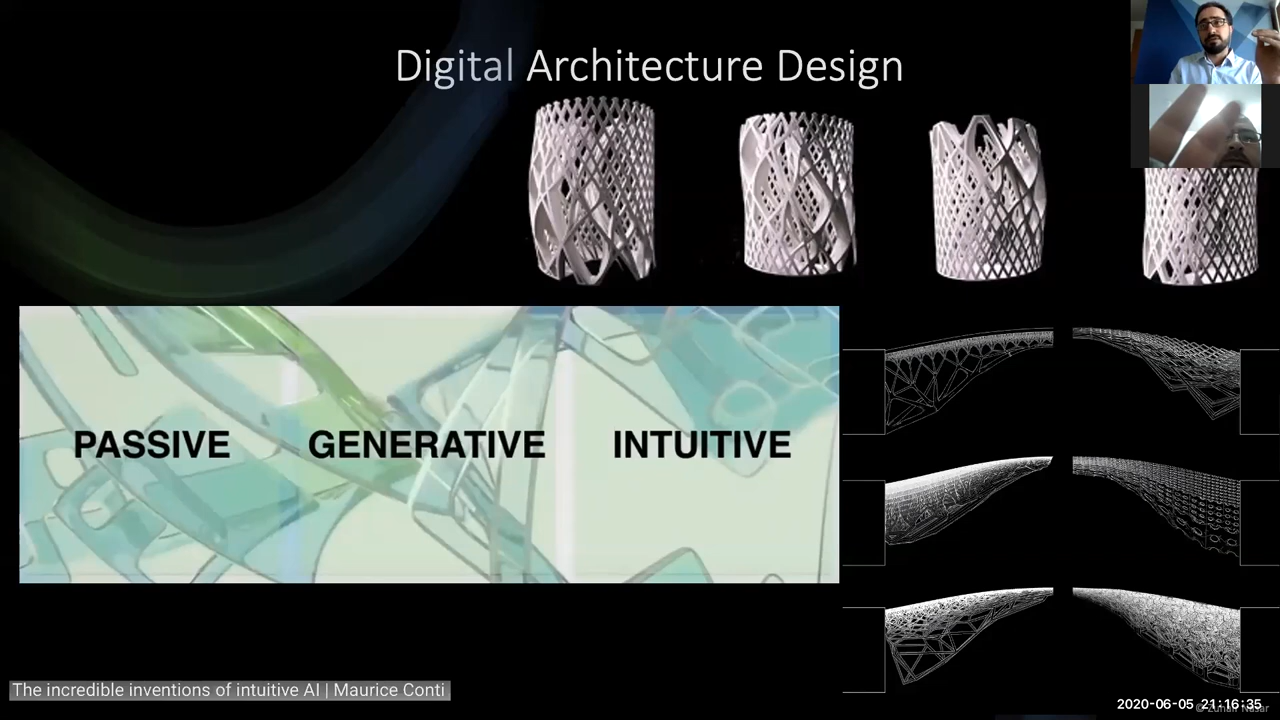 Digital Architecture Design
PASSIVE GENERATIVE INTUITIVE
The incredible inventions of intuitive AI | Maurice Conti
2020-06-05 21:16:35